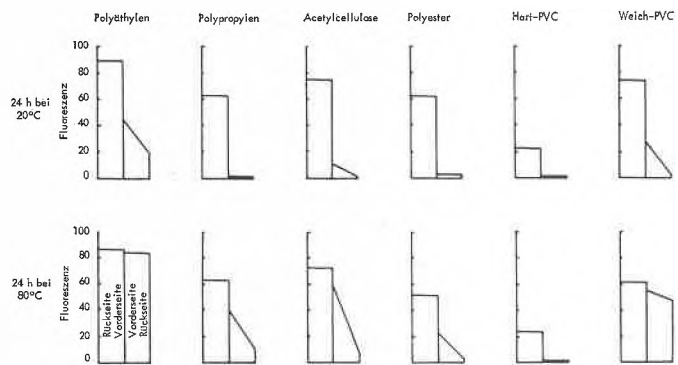 Polyäthylen Polypropylen Acetylcellulose Polyester Hart-PVC Weich-PVC
24 h bei
20°C
Fluoreszenz
100
80
60
40
20
0
24 h bei
80°C
Fluoreszenz
100
80
60
40
20
0
Rückseite
Vorderseite
Vorderseite
Rückseite